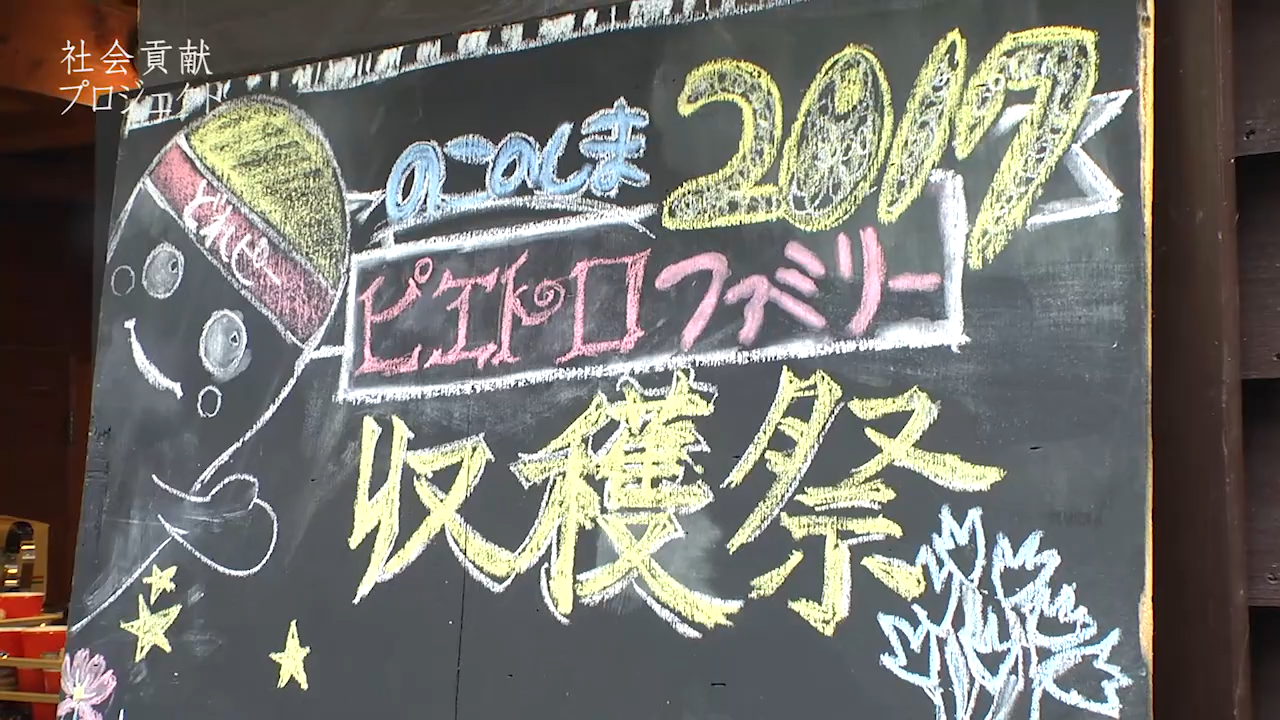 社会貢献
プロジェクト
のこのしま 2017
どれピー
ピエトロファミリー
収穫祭